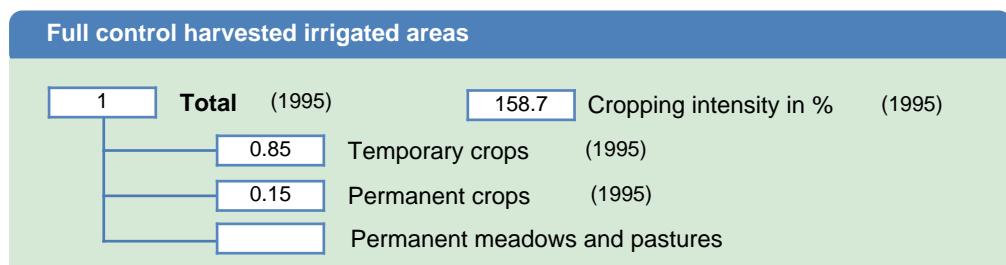 Full control harvested irrigated areas
1 Total (1995) 158.7 Cropping intensity in % (1995)
0.85 Temporary crops (1995)
0.15 Permanent crops (1995)
Permanent meadows and pastures